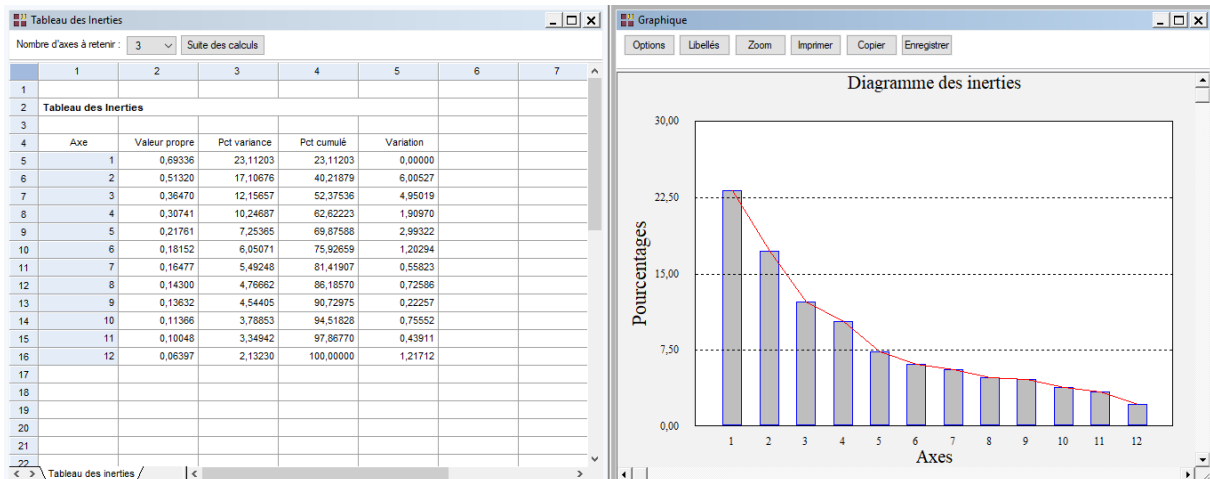 Tableau des Inerties
Nombre d'axes à retenir : 3 Suite des calculs
1 2 3 4 5 6 7
1
2 Tableau des Inerties
3
4 Axe Valeur propre Pct variance Pct cumulé Variation
5 1 0,69336 23,11203 23,11203 0,00000
6 2 0,51320 17,10676 40,21879 6,00527
7 3 0,36470 12,15657 52,37536 4,95019
8 4 0,30741 10,24687 62,62223 1,90970
9 5 0,21761 7,25365 69,87588 2,99322
10 6 0,18152 6,05071 75,92659 1,20294
11 7 0,16477 5,49248 81,41907 0,55823
12 8 0,14300 4,76662 86,18570 0,72586
13 9 0,13632 4,54405 90,72975 0,22257
14 10 0,11366 3,78853 94,51828 0,75552
15 11 0,10048 3,34942 97,86770 0,43911
16 12 0,06397 2,13230 100,00000 1,21712
17
18
19
20
21
22
Tableau des inerties
Graphique
Options Libellés Zoom Imprimer Copier Enregistrer
Diagramme des inerties
30,00
22,50
15,00
7,50
0,00
Pourcentages
1 2 3 4 5 6 7 8 9 10 11 12
Axes